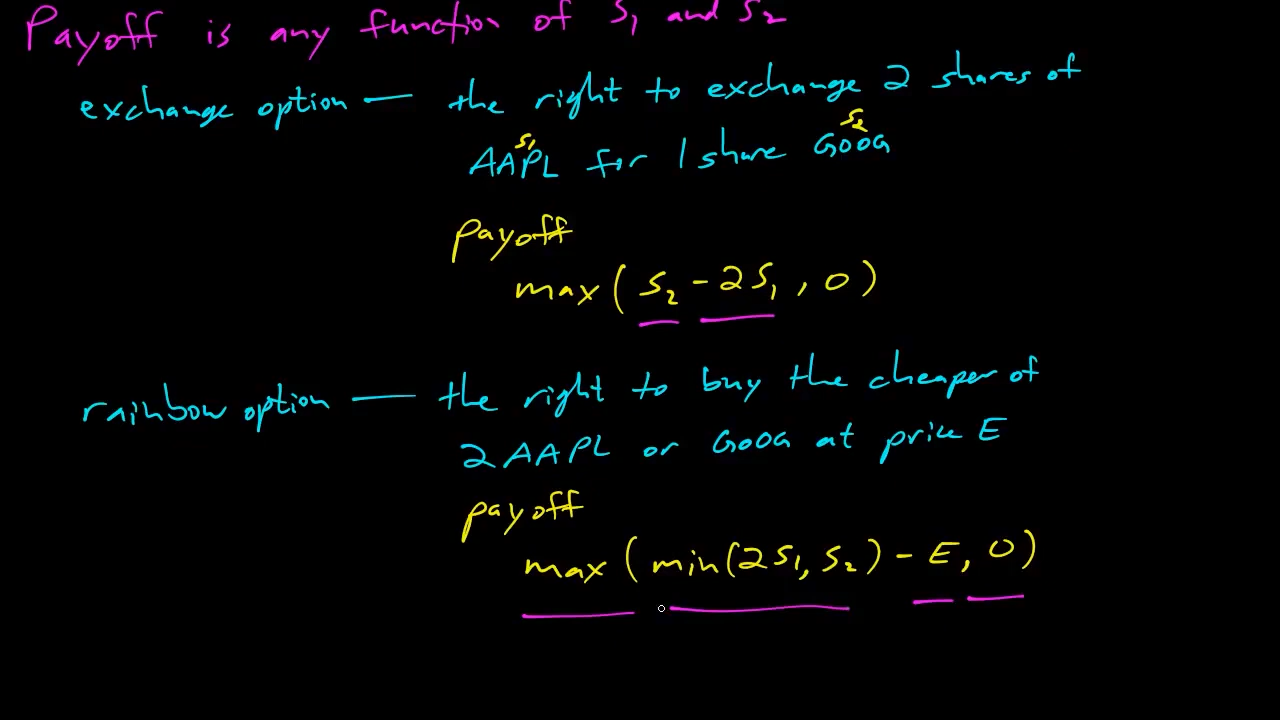 Payoff is any function of S₁ and S₂
exchange option — the right to exchange 2 shares of
S₁ S₂
AAPL for 1 share GOOG
payoff
max(S₂ - 2S₁, 0)
rainbow option — the right to buy the cheaper of
2 AAPL or GOOG at price E
payoff
max(min(2S₁, S₂) - E, 0)